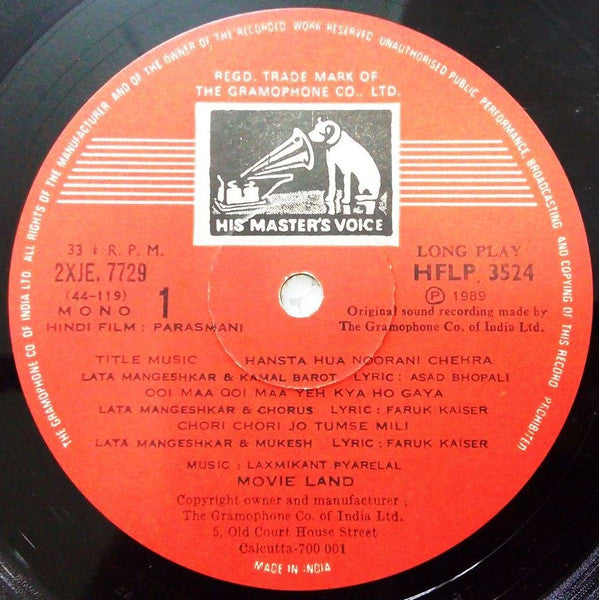 ALL RIGHTS OF THE MANUFACTURER AND OF THE OWNER OF THE RECORDED WORK RESERVED. UNAUTHORISED PUBLIC PERFORMANCE, BROADCASTING AND COPYING OF THIS RECORD PROHIBITED
THE GRAMOPHONE CO. OF INDIA LTD.
REGD. TRADE MARK OF
THE GRAMOPHONE CO., LTD.
HIS MASTER'S VOICE
33 ⅓ R. P. M.
LONG PLAY
2XJE. 7729
HFLP 3524
(44-119)
1
℗ 1989
MONO
Original sound recording made by
HINDI FILM : PARASMANI
The Gramophone Co. of India Ltd.
TITLE MUSIC HANSTA HUA NOORANI CHEHRA
LATA MANGESHKAR & KAMAL BAROT LYRIC: ASAD BHOPALI
OOI MAA OOI MAA YEH KYA HO GAYA
LATA MANGESHKAR & CHORUS LYRIC: FARUK KAISER
CHORI CHORI JO TUMSE MILI
LATA MANGESHKAR & MUKESH LYRIC: FARUK KAISER
MUSIC : LAXMIKANT PYARELAL
MOVIE LAND
Copyright owner and manufacturer :
The Gramophone Co. of India Ltd.
5, Old Court House Street
Calcutta-700 001
MADE IN INDIA